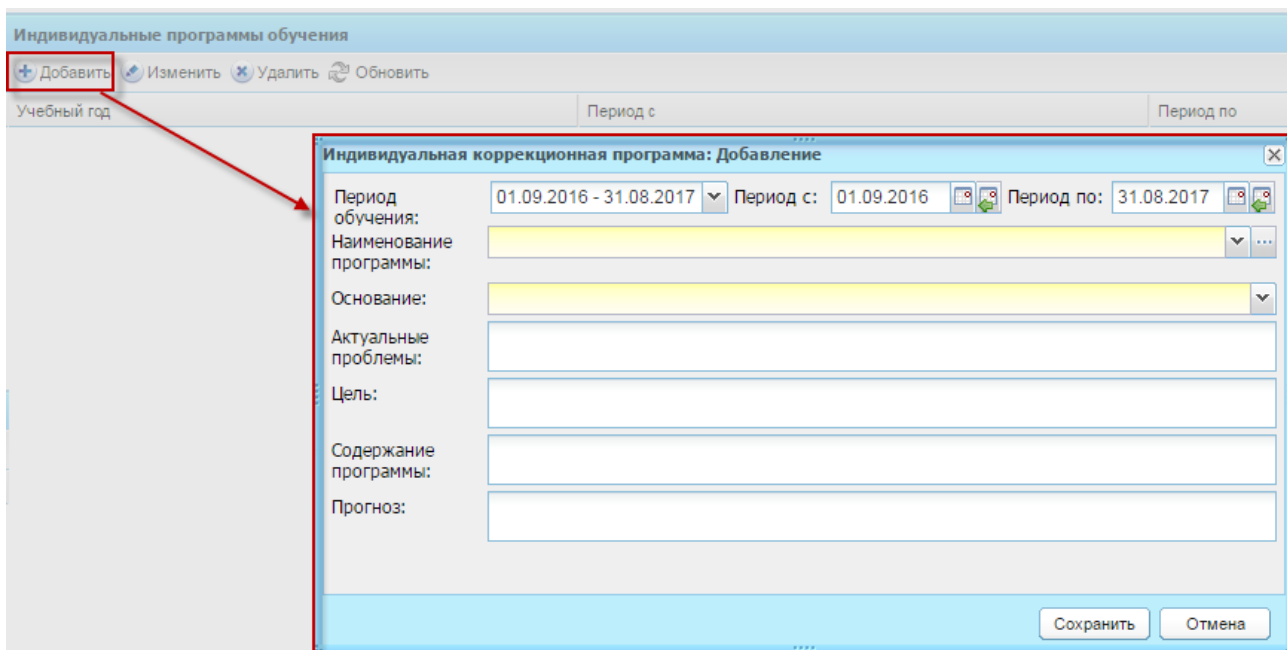 Индивидуальные программы обучения
Добавить Изменить Удалить Обновить
Учебный год Период с Период по
Индивидуальная коррекционная программа: Добавление
Период обучения: 01.09.2016 - 31.08.2017 Период с: 01.09.2016 Период по: 31.08.2017
Наименование
программы:
Основание:
Актуальные
проблемы:
Цель:
Содержание
программы:
Прогноз:
Сохранить Отмена